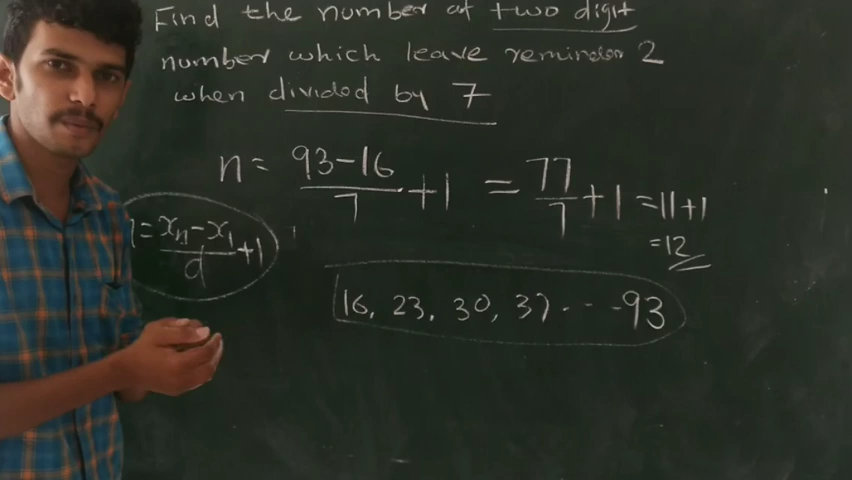 Find the number of two digit
number which leave reminder 2
when divided by 7
n = 93-16/7 + 1 = 77/7 + 1 = 11+1
= 12
n = xn - x1/d + 1
16, 23, 30, 37 . - - - 93